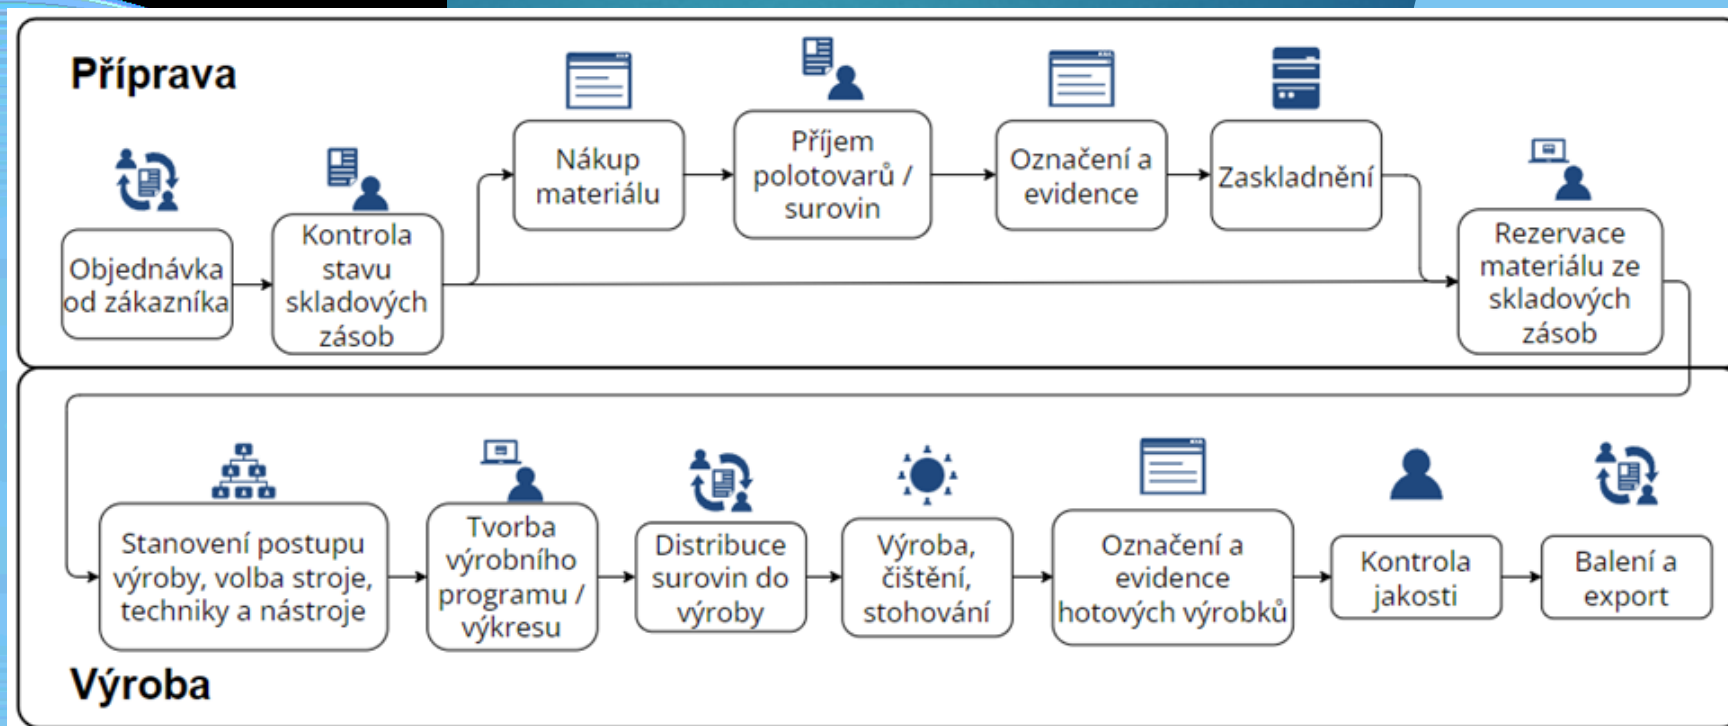 Příprava
Objednávka
od zákazníka
Kontrola
stavu
skladových
zásob
Nákup
materiálu
Příjem
polotovarů /
surovin
Označení a
evidence
Zaskladnění
Rezervace
materiálu ze
skladových
zásob
Stanovení postupu
výroby, volba stroje,
techniky a nástroje
Tvorba
výrobního
programu /
výkresu
Distribuce
surovin do
výroby
Výroba,
čištění,
stohování
Označení a
evidence
hotových výrobků
Kontrola
jakosti
Balení a
export
Výroba